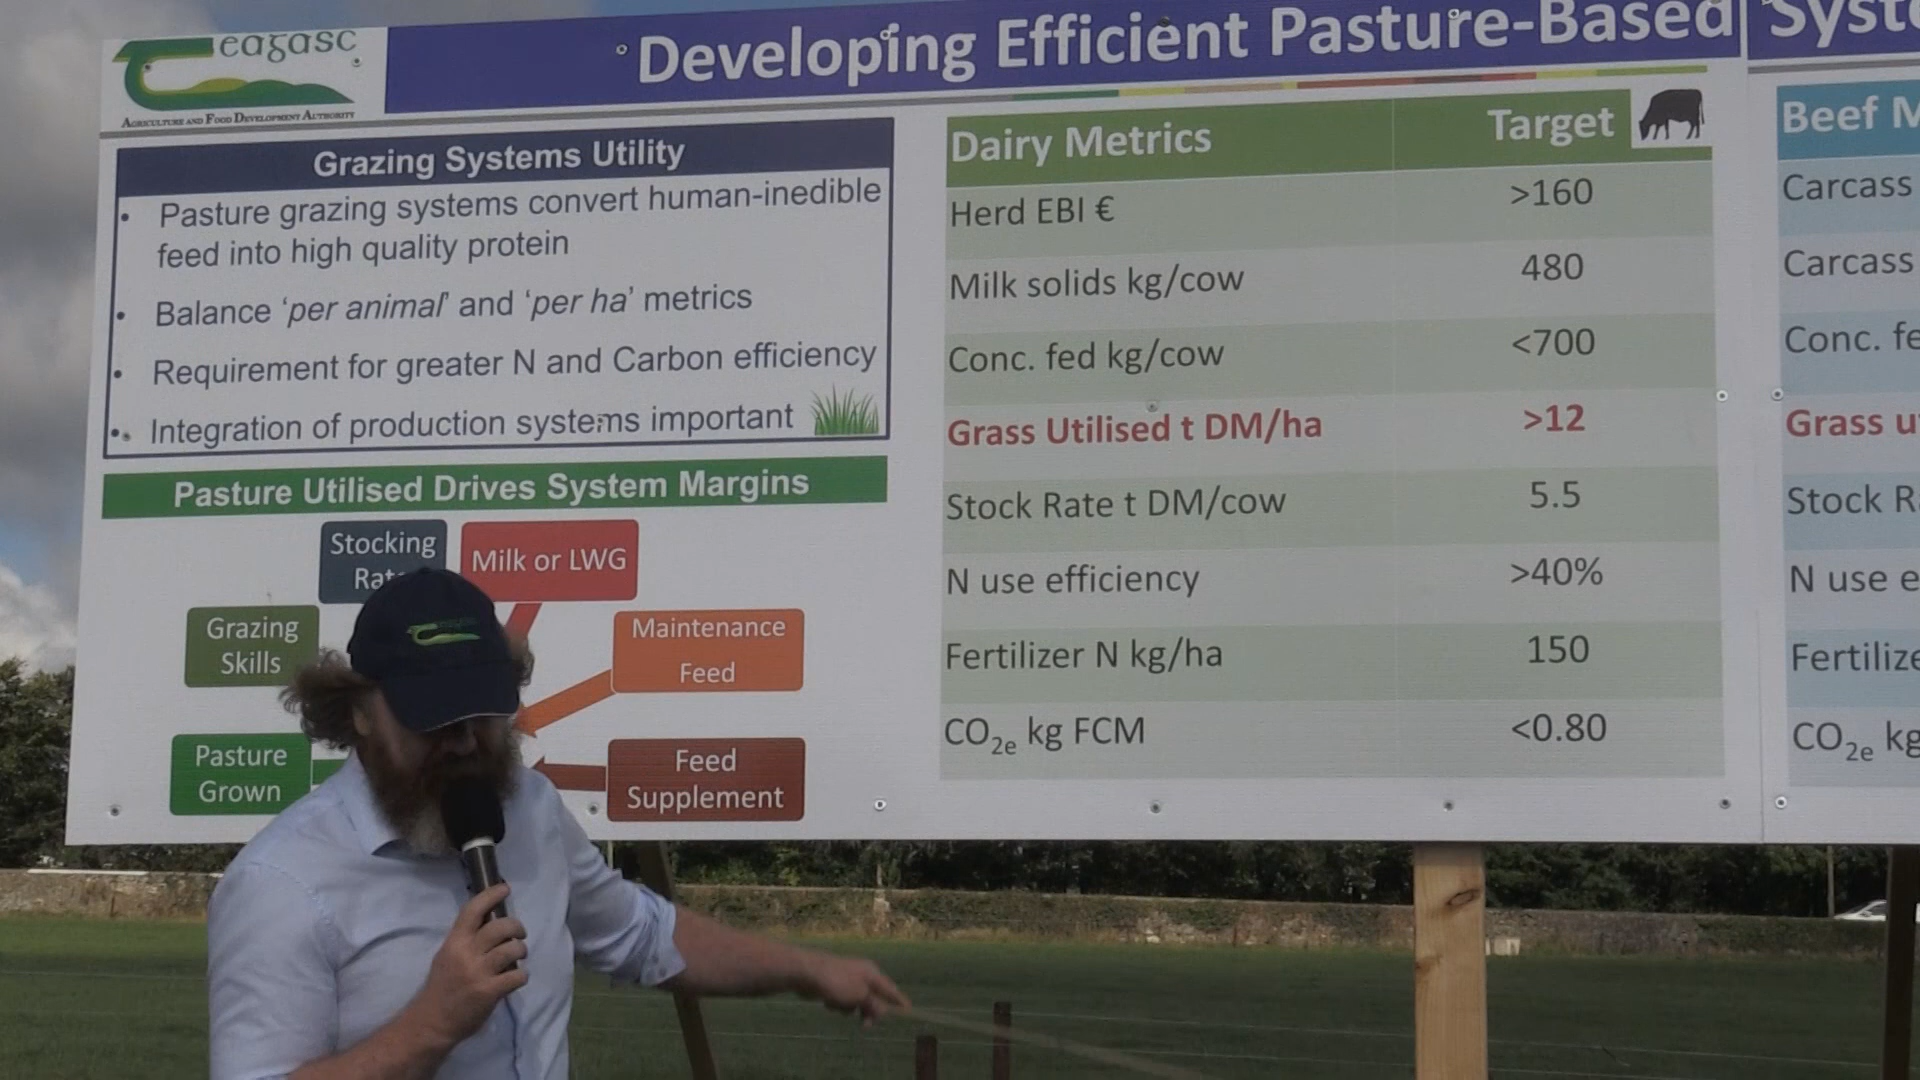 eagasc
AGRICULTURE AND FOOD DEVELOPMENT AUTHORITY
Developing Efficient Pasture-Based Syst
Grazing Systems Utility
• Pasture grazing systems convert human-inedible
feed into high quality protein
• Balance ‘per animal’ and ‘per ha’ metrics
• Requirement for greater N and Carbon efficiency
• Integration of production systems important
Pasture Utilised Drives System Margins
Stocking
Rat
Milk or LWG
Grazing
Skills
Maintenance
Feed
Pasture
Grown
Feed
Supplement
Dairy Metrics Target
Herd EBI € >160
Milk solids kg/cow 480
Conc. fed kg/cow <700
Grass Utilised t DM/ha >12
Stock Rate t DM/cow 5.5
N use efficiency >40%
Fertilizer N kg/ha 150
CO2e kg FCM <0.80
Beef M
Carcass
Carcass
Conc. fe
Grass u
Stock R
N use e
Fertilize
CO2e kg